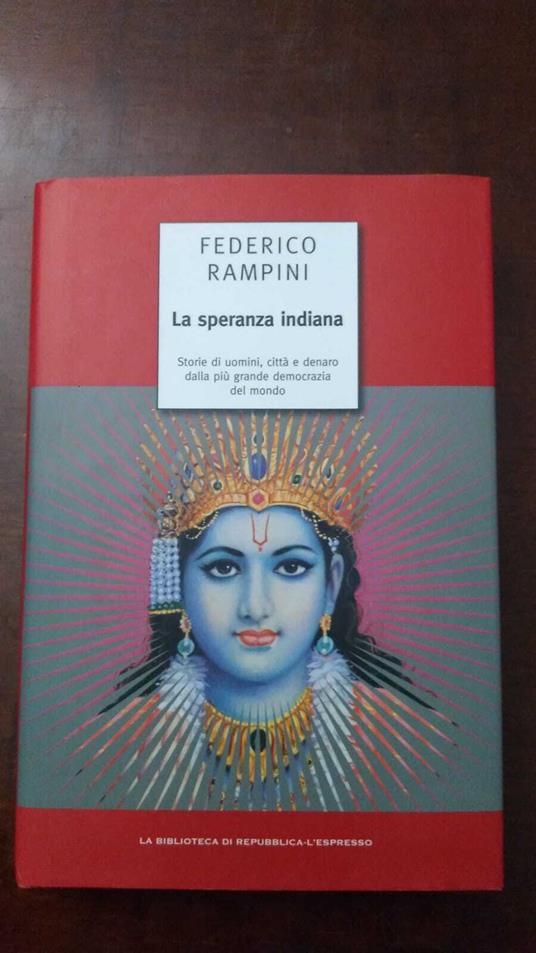 FEDERICO
RAMPINI
La speranza indiana
Storie di uomini, città e denaro
dalla più grande democrazia
del mondo
LA BIBLIOTECA DI REPUBBLICA-L'ESPRESSO